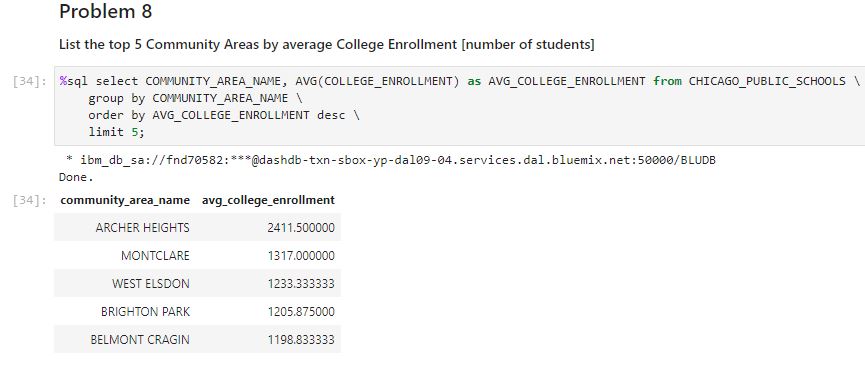 Problem 8
List the top 5 Community Areas by average College Enrollment [number of students]
[34]: %sql select COMMUNITY_AREA_NAME, AVG(COLLEGE_ENROLLMENT) as AVG_COLLEGE_ENROLLMENT from CHICAGO_PUBLIC_SCHOOLS \
group by COMMUNITY_AREA_NAME \
order by AVG_COLLEGE_ENROLLMENT desc \
limit 5;
* ibm_db_sa://fnd70582:***@dashdb-txn-sbox-yp-dal09-04.services.dal.bluemix.net:50000/BLUDB
Done.
[34]: community_area_name avg_college_enrollment
ARCHER HEIGHTS 2411.500000
MONTCLARE 1317.000000
WEST ELSDON 1233.333333
BRIGHTON PARK 1205.875000
BELMONT CRAGIN 1198.833333